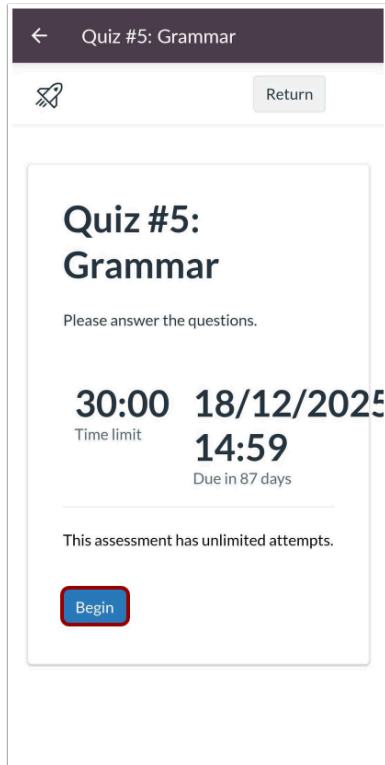 Quiz #5: Grammar
Return
Quiz #5:
Grammar
Please answer the questions.
30:00
Time limit
18/12/2025
14:59
Due in 87 days
This assessment has unlimited attempts.
Begin